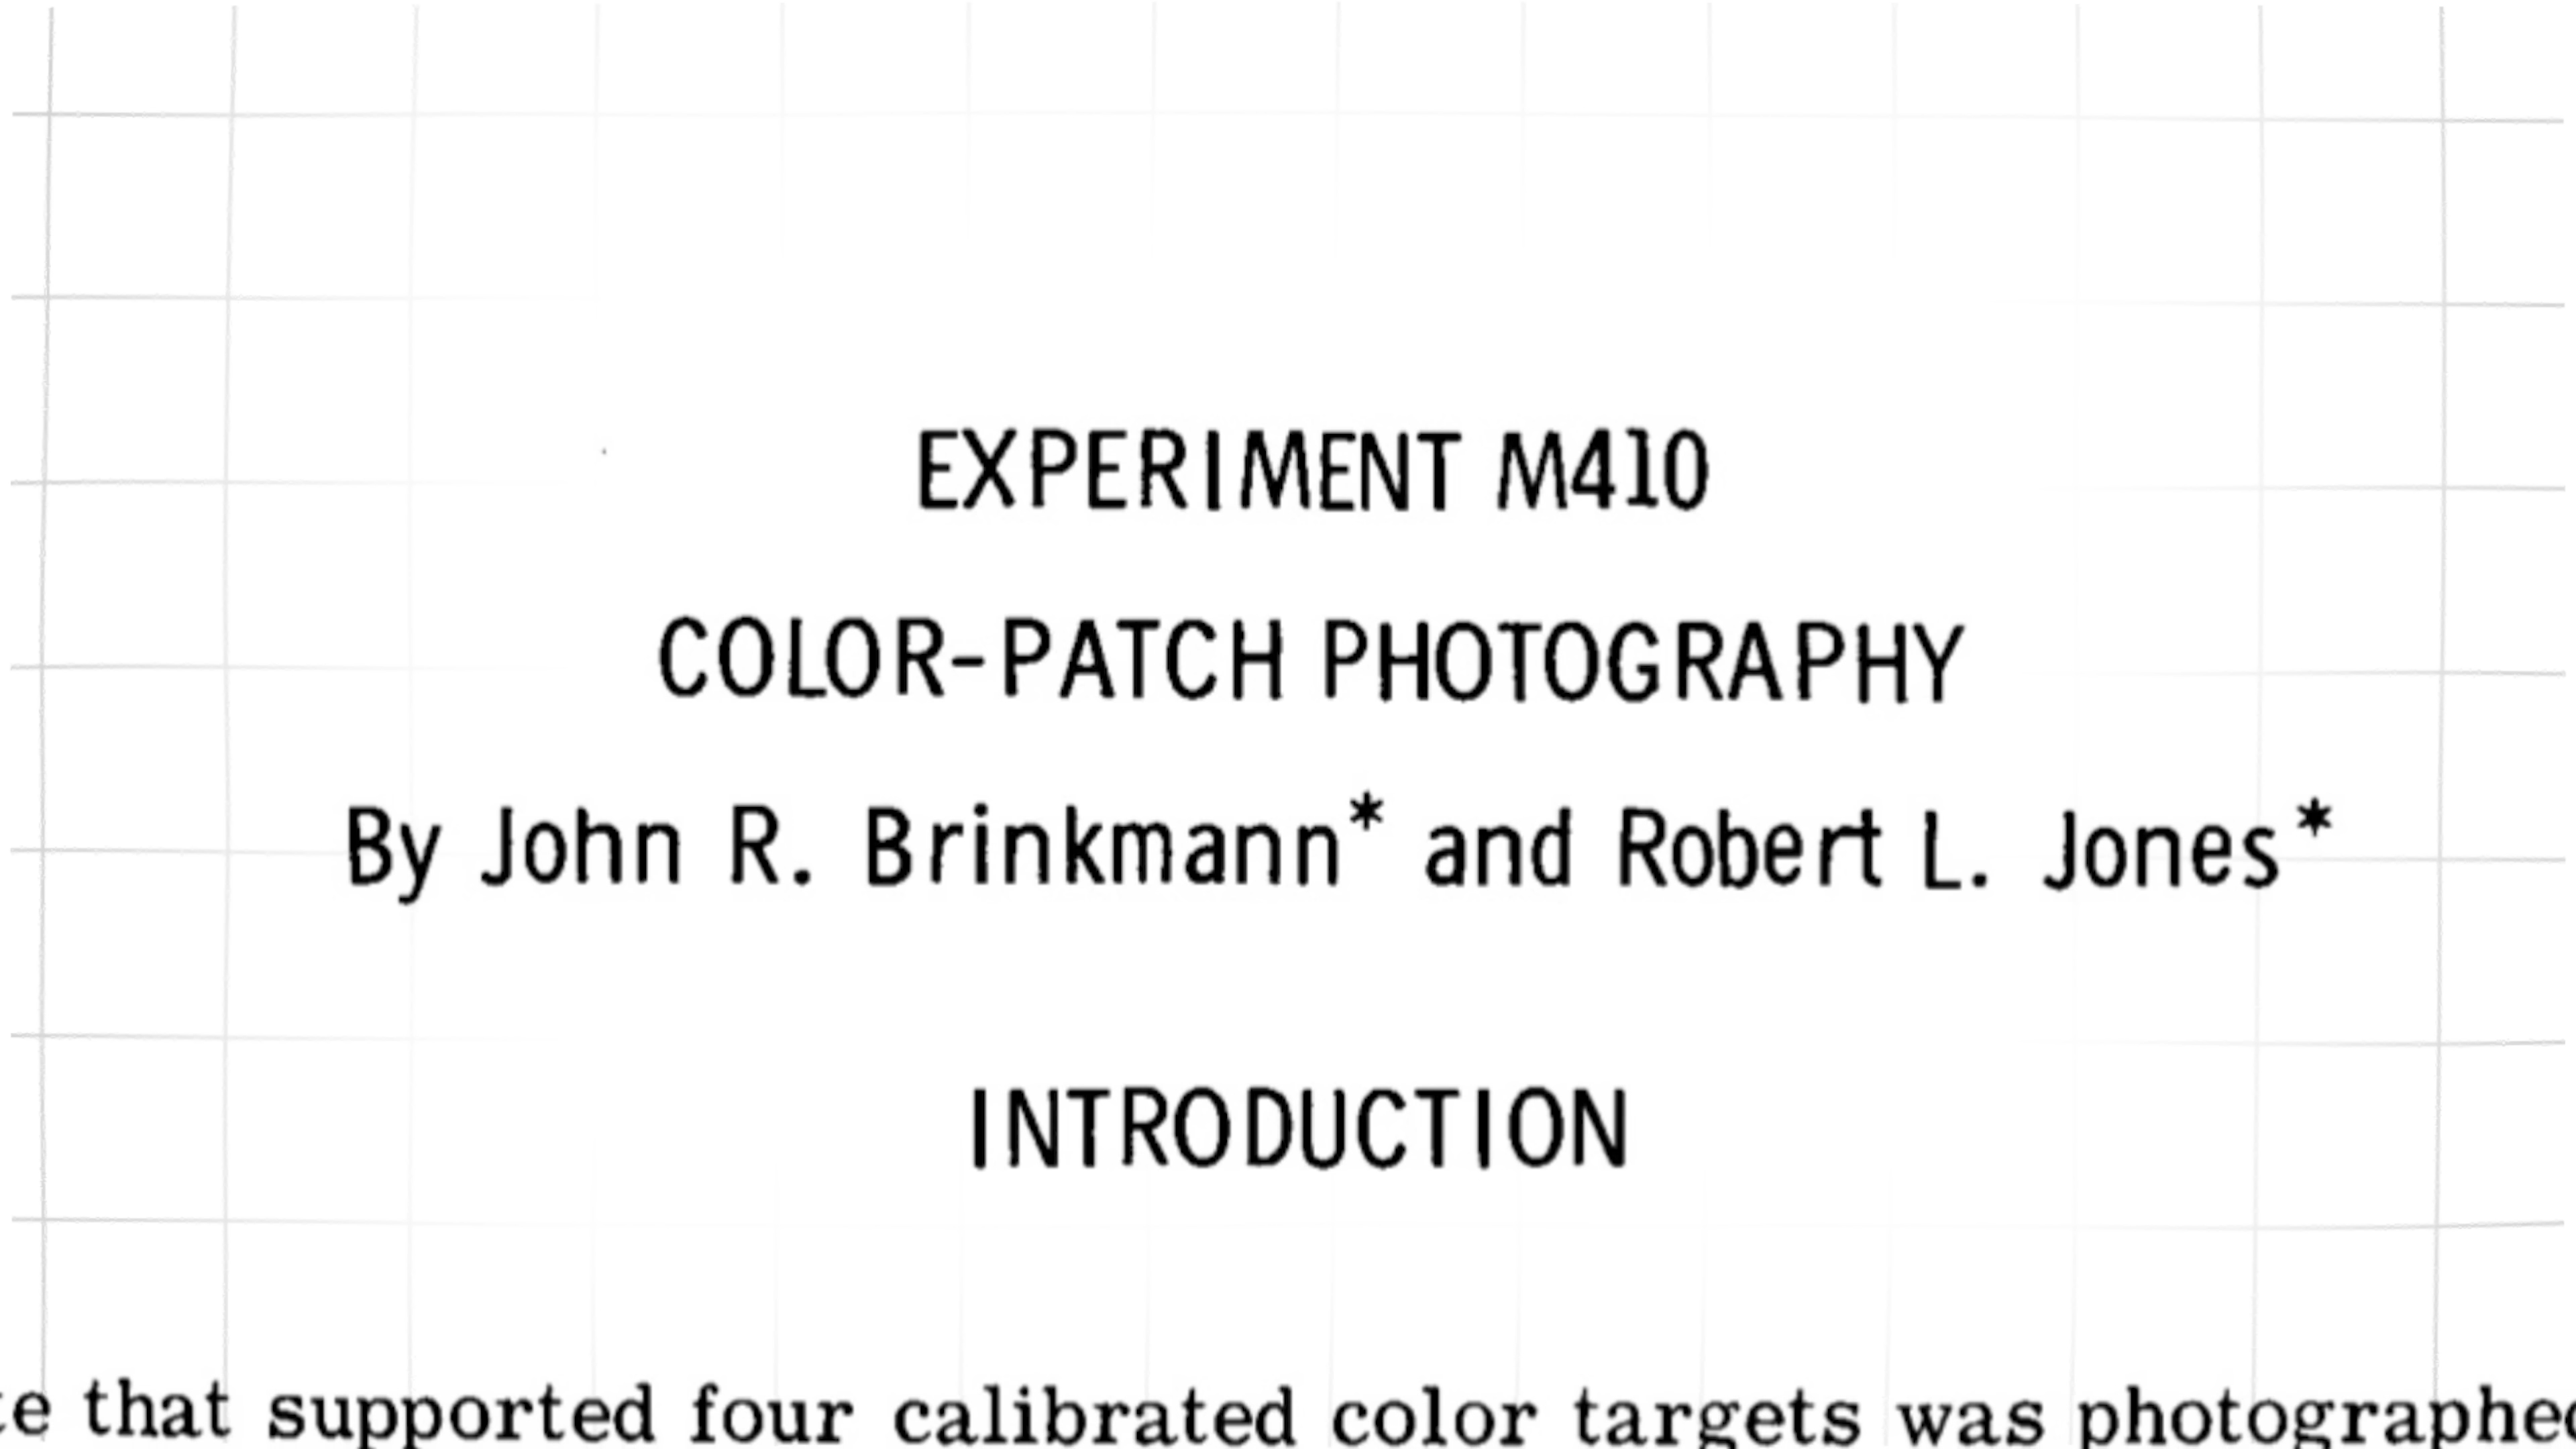 EXPERIMENT M410
COLOR-PATCH PHOTOGRAPHY
By John R. Brinkmann* and Robert L. Jones*
INTRODUCTION
that supported four calibrated color targets was photographed